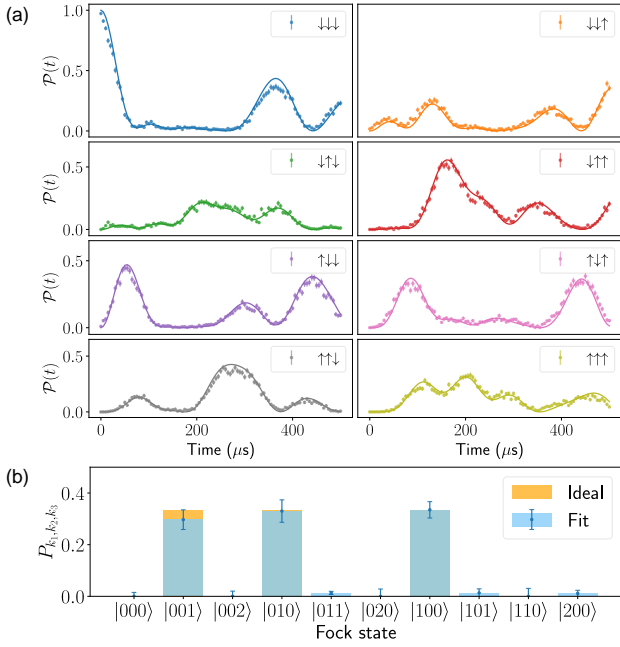 (a)
1.0
0.5
0.0
𝒫(t)
↓↓↓
↓↓↑
0.5
0.0
𝒫(t)
↓↑↓
↓↑↑
0.5
0.0
𝒫(t)
↑↓↓
↑↓↑
0.5
0.0
𝒫(t)
↑↑↓
↑↑↑
0 200 400
0 200 400
Time (μs)
Time (μs)
(b)
0.4
0.2
0.0
P_{k₁,k₂,k₃}
Ideal
Fit
|000⟩ |001⟩ |002⟩ |010⟩ |011⟩ |020⟩ |100⟩ |101⟩ |110⟩ |200⟩
Fock state